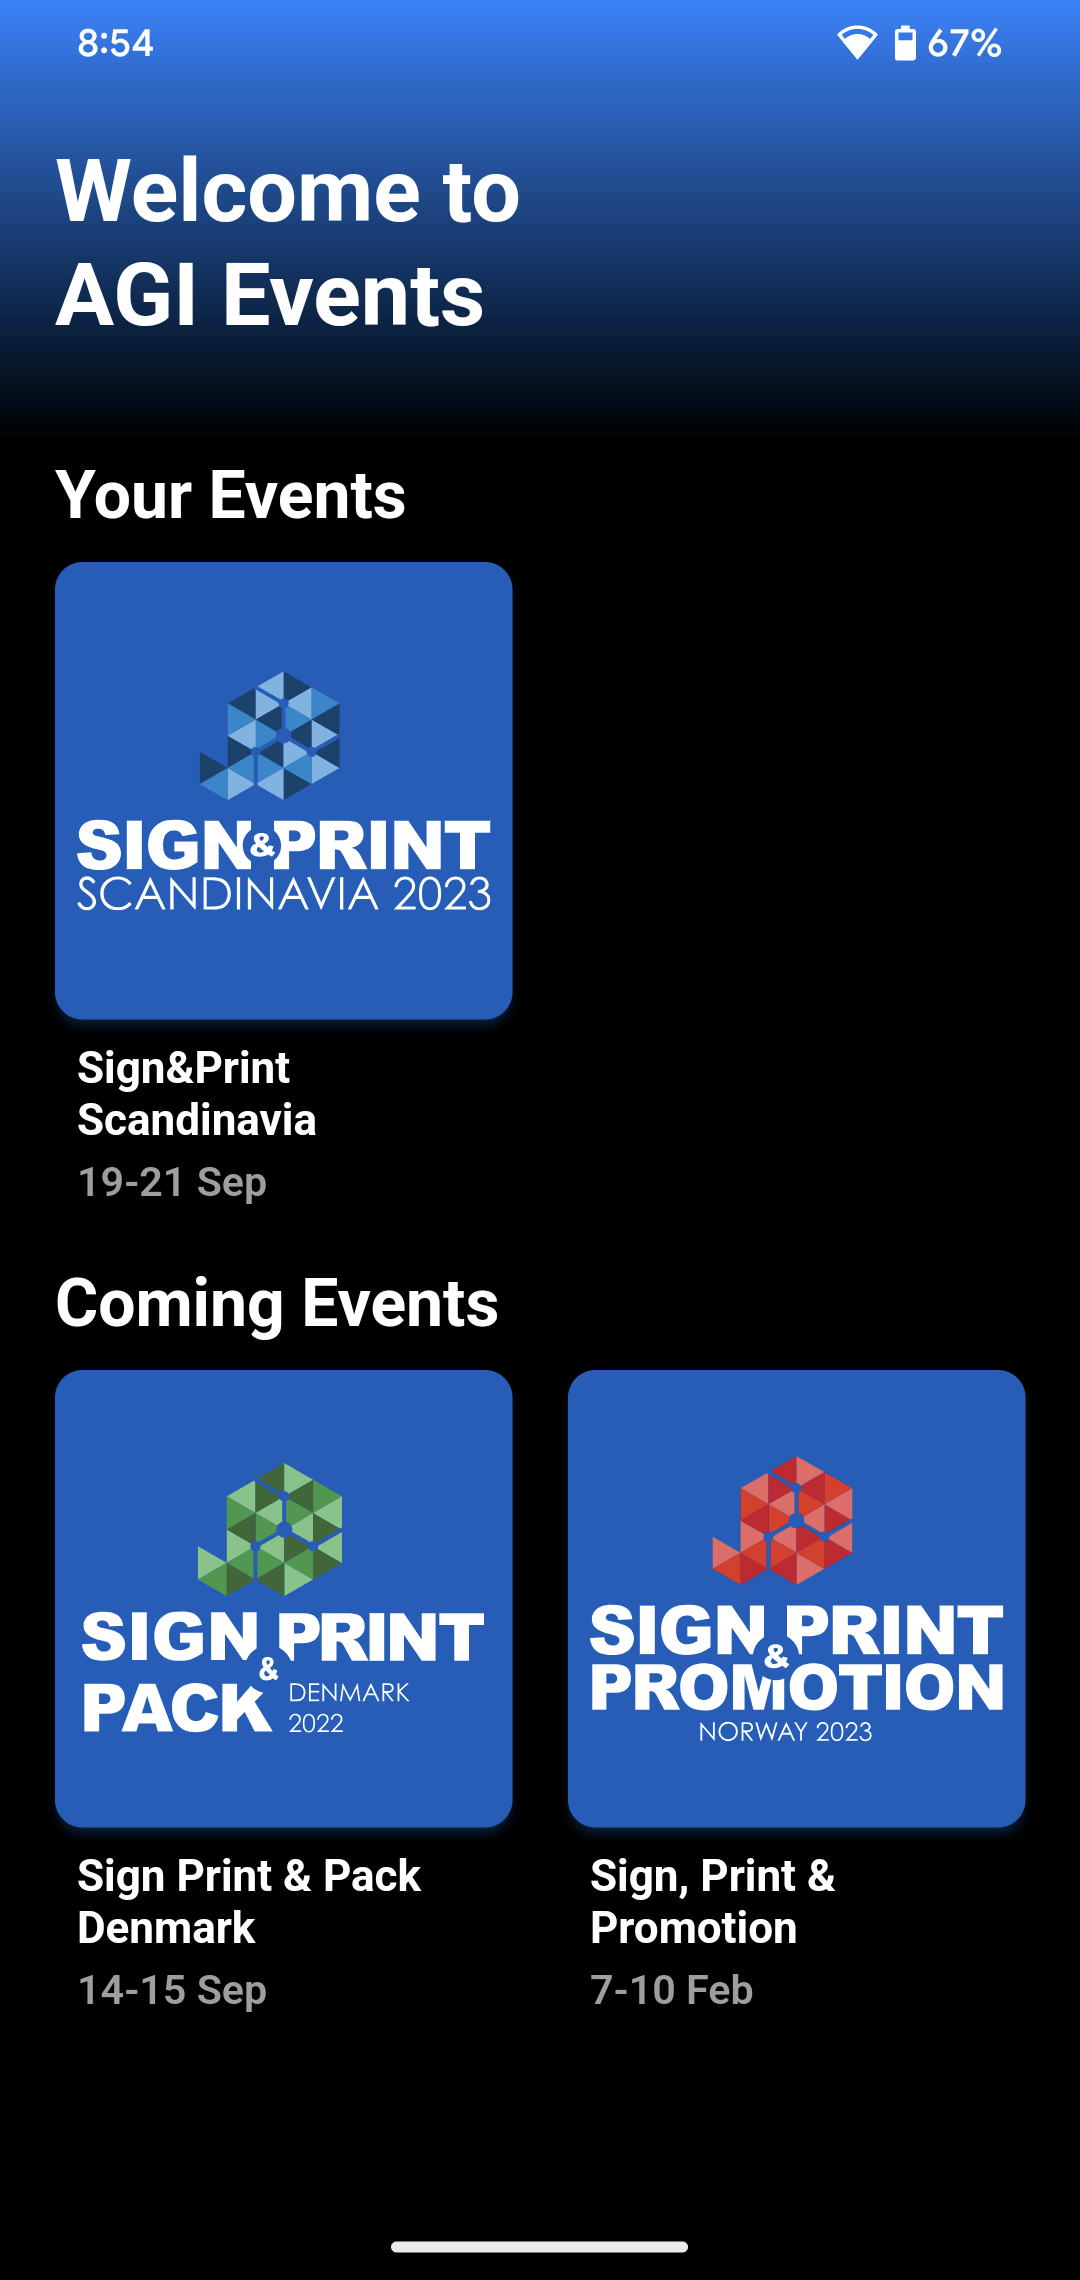 8:54 67%
Welcome to
AGI Events
Your Events
SIGN&PRINT
SCANDINAVIA 2023
Sign&Print
Scandinavia
19-21 Sep
Coming Events
SIGN PRINT
& 
PACK DENMARK
2022
Sign Print & Pack
Denmark
14-15 Sep
SIGN PRINT
&
PROMOTION
NORWAY 2023
Sign, Print &
Promotion
7-10 Feb